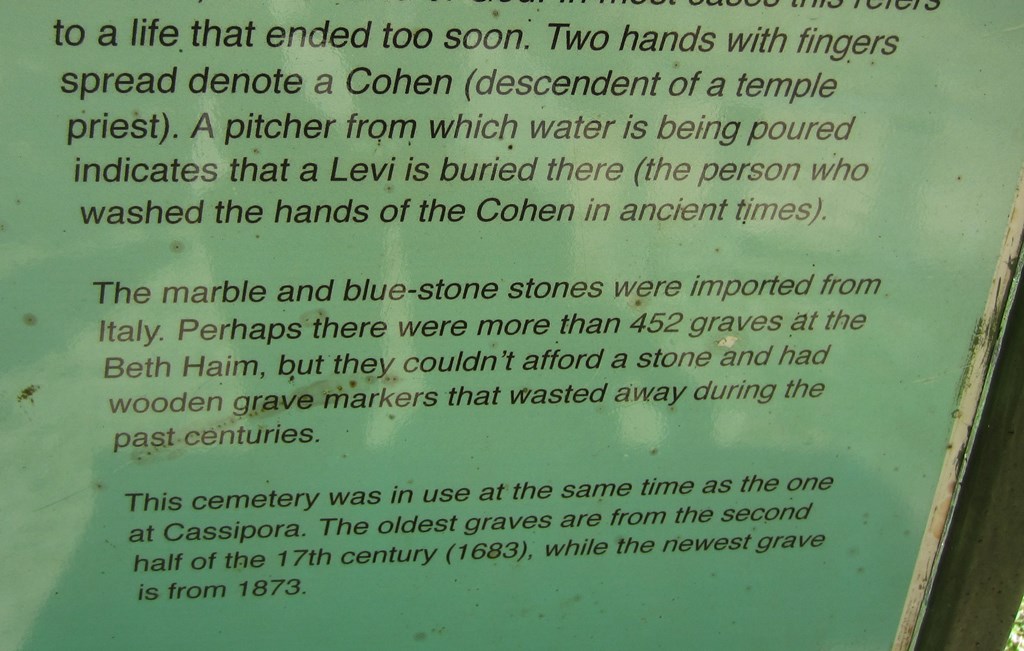 In most cases this refers
to a life that ended too soon. Two hands with fingers
spread denote a Cohen (descendent of a temple
priest). A pitcher from which water is being poured
indicates that a Levi is buried there (the person who
washed the hands of the Cohen in ancient times).
The marble and blue-stone stones were imported from
Italy. Perhaps there were more than 452 graves at the
Beth Haim, but they couldn't afford a stone and had
wooden grave markers that wasted away during the
past centuries.
This cemetery was in use at the same time as the one
at Cassipora. The oldest graves are from the second
half of the 17th century (1683), while the newest grave
is from 1873.